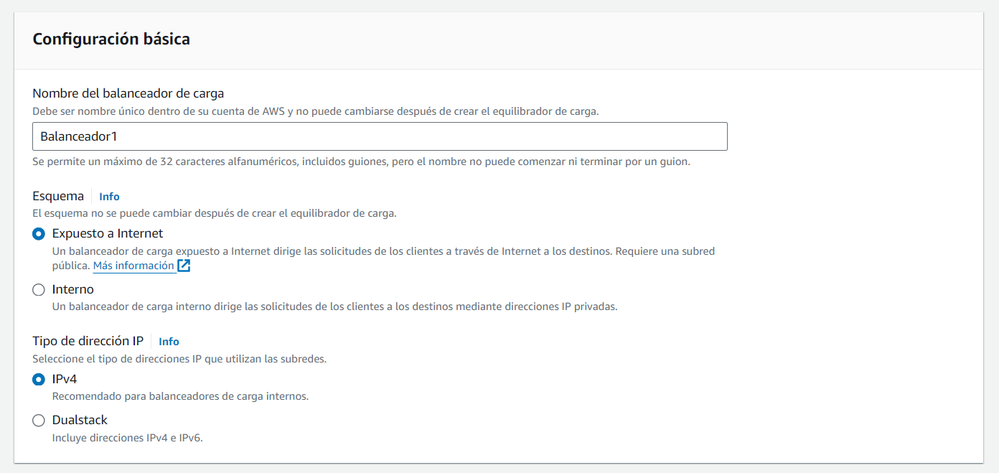 Configuración básica
Nombre del balanceador de carga
Debe ser nombre único dentro de su cuenta de AWS y no puede cambiarse después de crear el equilibrador de carga.
Balanceador1
Se permite un máximo de 32 caracteres alfanuméricos, incluidos guiones, pero el nombre no puede comenzar ni terminar por un guion.
Esquema Info
El esquema no se puede cambiar después de crear el equilibrador de carga.
Expuesto a Internet
Un balanceador de carga expuesto a Internet dirige las solicitudes de los clientes a través de Internet a los destinos. Requiere una subred
pública. Más información
Interno
Un balanceador de carga interno dirige las solicitudes de los clientes a los destinos mediante direcciones IP privadas.
Tipo de dirección IP Info
Seleccione el tipo de direcciones IP que utilizan las subredes.
IPv4
Recomendado para balanceadores de carga internos.
Dualstack
Incluye direcciones IPv4 e IPv6.